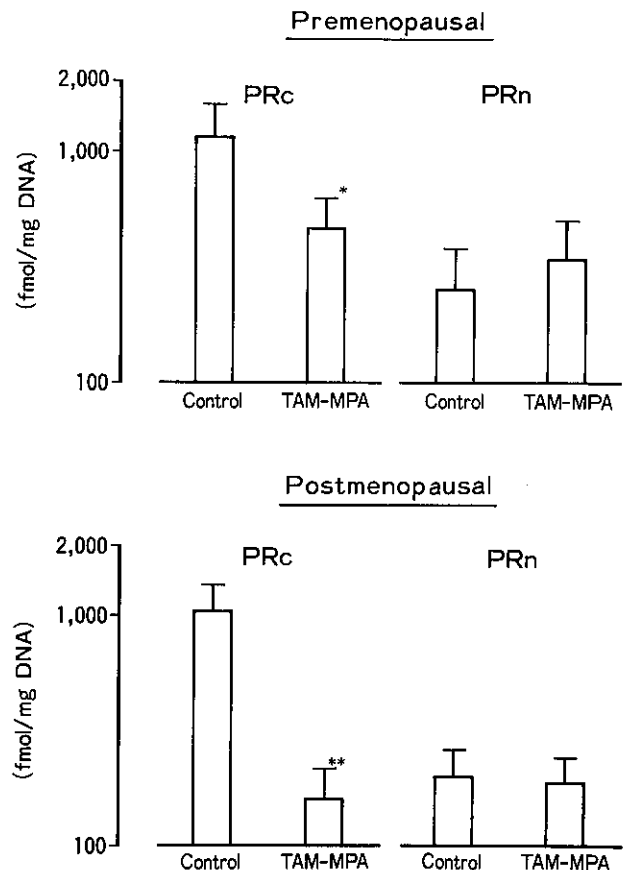 Premenopausal
2,000
1,000
100
(fmol/mg DNA)
PRc
PRn
*
Control
TAM-MPA
Control
TAM-MPA
Postmenopausal
2,000
1,000
100
(fmol/mg DNA)
PRc
PRn
**
Control
TAM-MPA
Control
TAM-MPA